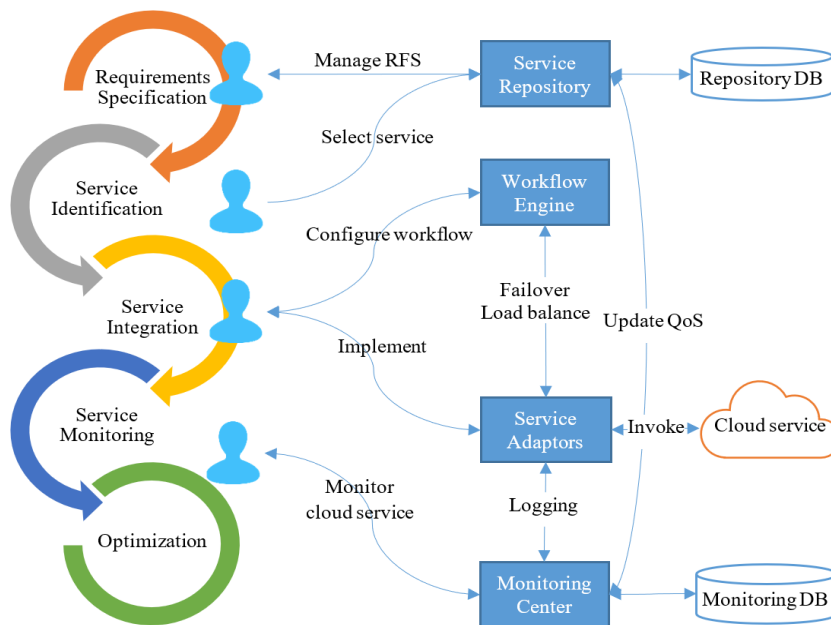 Requirements
Specification
Manage RFS
Service
Repository
Repository DB
Select service
Service
Identification
Workflow
Engine
Configure workflow
Service
Integration
Failover
Load balance
Update QoS
Implement
Service
Monitoring
Service
Adaptors
Invoke
Cloud service
Monitor
cloud service
Logging
Optimization
Monitoring
Center
Monitoring DB